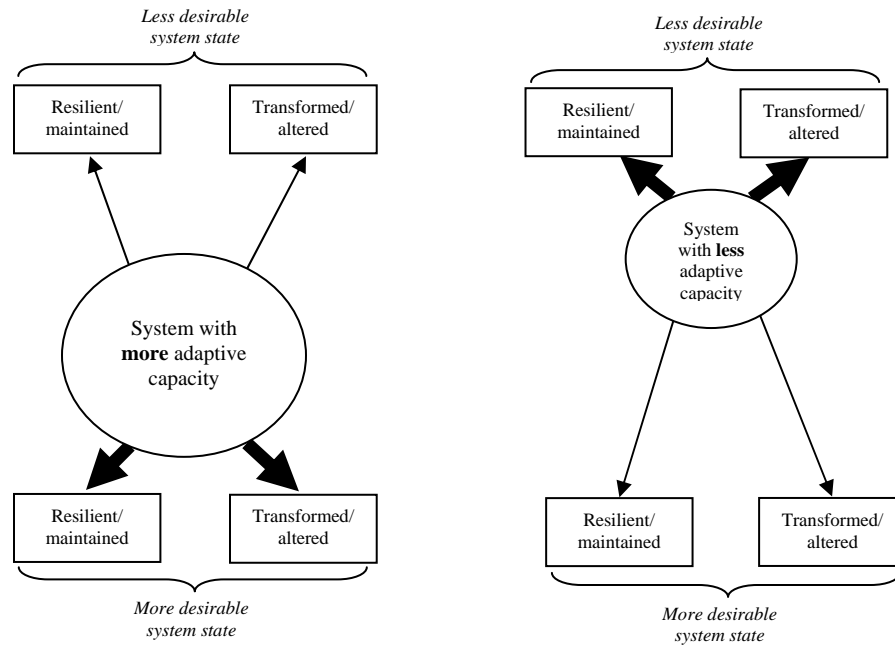 Less desirable
system state
Resilient/
maintained
Transformed/
altered
System with
more adaptive
capacity
Resilient/
maintained
Transformed/
altered
More desirable
system state
Less desirable
system state
Resilient/
maintained
Transformed/
altered
System
with less
adaptive
capacity
Resilient/
maintained
Transformed/
altered
More desirable
system state